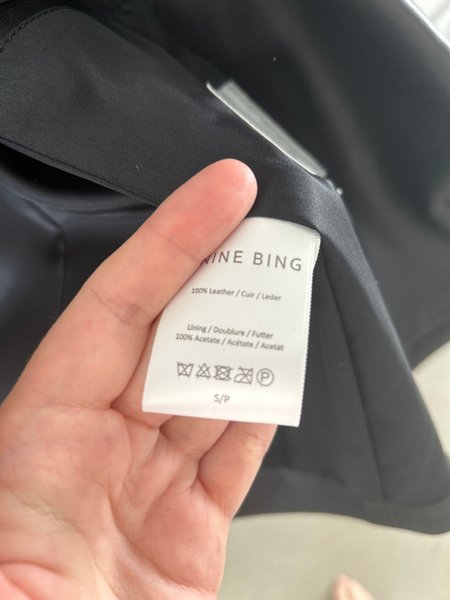 NINE BING
100% Leather / Cuir / Leder
Lining / Doublure / Futter
100% Acetate / Acétate / Acetat
P
S/P